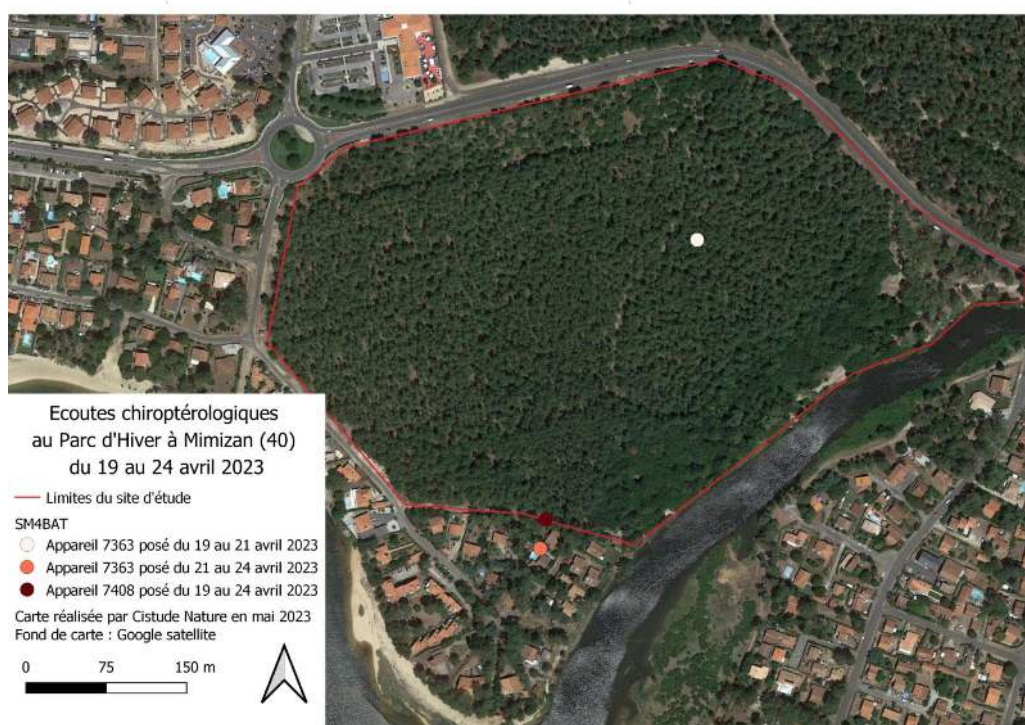 Ecoutes chiroptérologiques
au Parc d'Hiver à Mimizan (40)
du 19 au 24 avril 2023
Limites du site d'étude
SM4BAT
Appareil 7363 posé du 19 au 21 avril 2023
Appareil 7363 posé du 21 au 24 avril 2023
Appareil 7408 posé du 19 au 24 avril 2023
Carte réalisée par Cistude Nature en mai 2023
Fond de carte : Google satellite
0 75 150 m